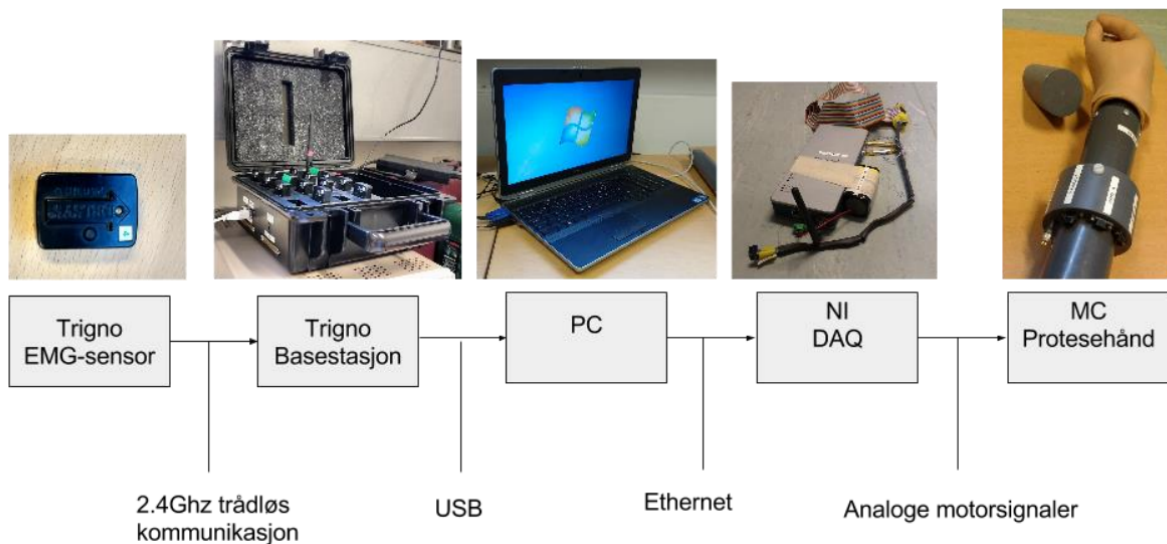 Trigno
EMG-sensor
Trigno
Basestasjon
PC
NI
DAQ
MC
Protesehånd
2.4Ghz trådløs
kommunikasjon
USB
Ethernet
Analoge motorsignaler